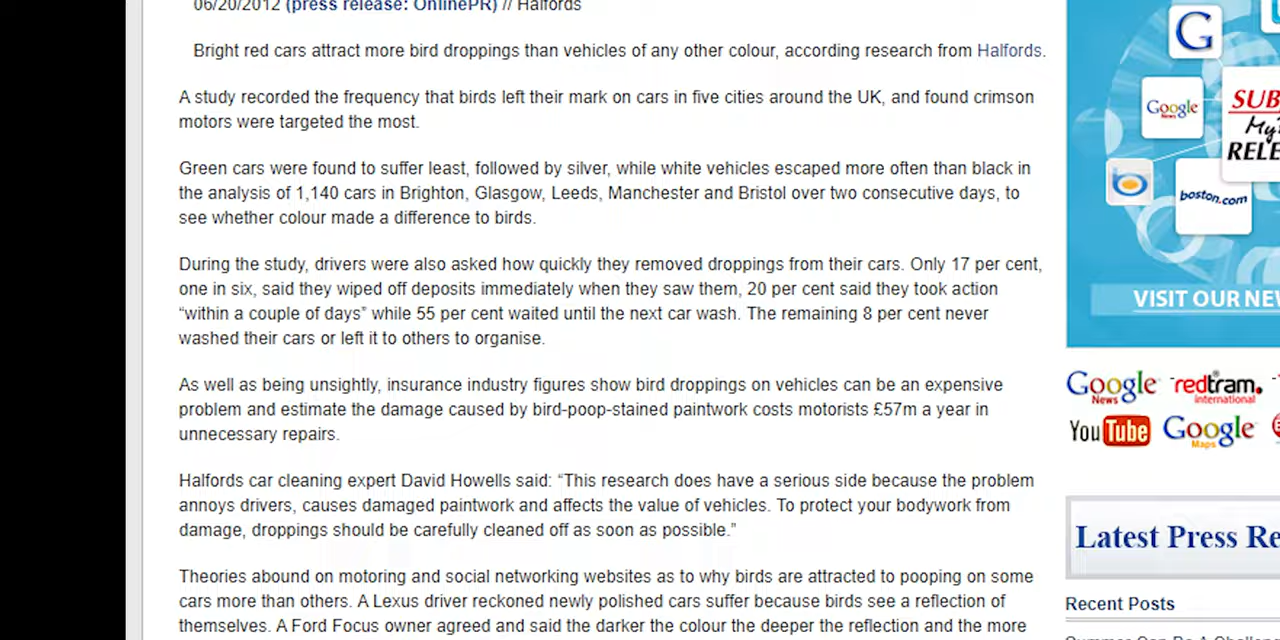 06/20/2012 (press release: OnlinePR) // Halfords
Bright red cars attract more bird droppings than vehicles of any other colour, according research from Halfords.
A study recorded the frequency that birds left their mark on cars in five cities around the UK, and found crimson
motors were targeted the most.
Green cars were found to suffer least, followed by silver, while white vehicles escaped more often than black in
the analysis of 1,140 cars in Brighton, Glasgow, Leeds, Manchester and Bristol over two consecutive days, to
see whether colour made a difference to birds.
During the study, drivers were also asked how quickly they removed droppings from their cars. Only 17 per cent,
one in six, said they wiped off deposits immediately when they saw them, 20 per cent said they took action
“within a couple of days” while 55 per cent waited until the next car wash. The remaining 8 per cent never
washed their cars or left it to others to organise.
As well as being unsightly, insurance industry figures show bird droppings on vehicles can be an expensive
problem and estimate the damage caused by bird-poop-stained paintwork costs motorists £57m a year in
unnecessary repairs.
Halfords car cleaning expert David Howells said: “This research does have a serious side because the problem
annoys drivers, causes damaged paintwork and affects the value of vehicles. To protect your bodywork from
damage, droppings should be carefully cleaned off as soon as possible.”
Theories abound on motoring and social networking websites as to why birds are attracted to pooping on some
cars more than others. A Lexus driver reckoned newly polished cars suffer because birds see a reflection of
themselves. A Ford Focus owner agreed and said the darker the colour the deeper the reflection and the more
G
Google
News
SUB
My
RELE
boston.com
VISIT OUR NE
Google
News
redtram.
international
YouTube
Google
Maps
Latest Press Re
Recent Posts